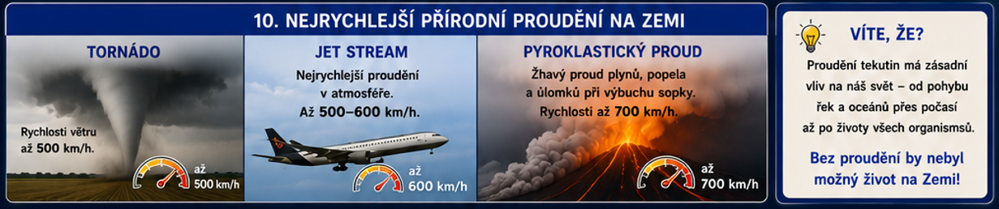 10. NEJRYCHLEJŠÍ PŘÍRODNÍ PROUDĚNÍ NA ZEMI
TORNÁDO
Rychlosti větru
až 500 km/h.
až
500 km/h
JET STREAM
Nejrychlejší proudění
v atmosféře.
Až 500–600 km/h.
až
600 km/h
PYROKLASTICKÝ PROUD
Žhavý proud plynů, popela
a úlomků při výbuchu sopky.
Rychlosti až 700 km/h.
až
700 km/h
VÍTE, ŽE?
Proudění tekutin má zásadní
vliv na náš svět – od pohybu
řek a oceánů přes počasí
až po životy všech organismsů.
Bez proudění by nebyl
možný život na Zemi!